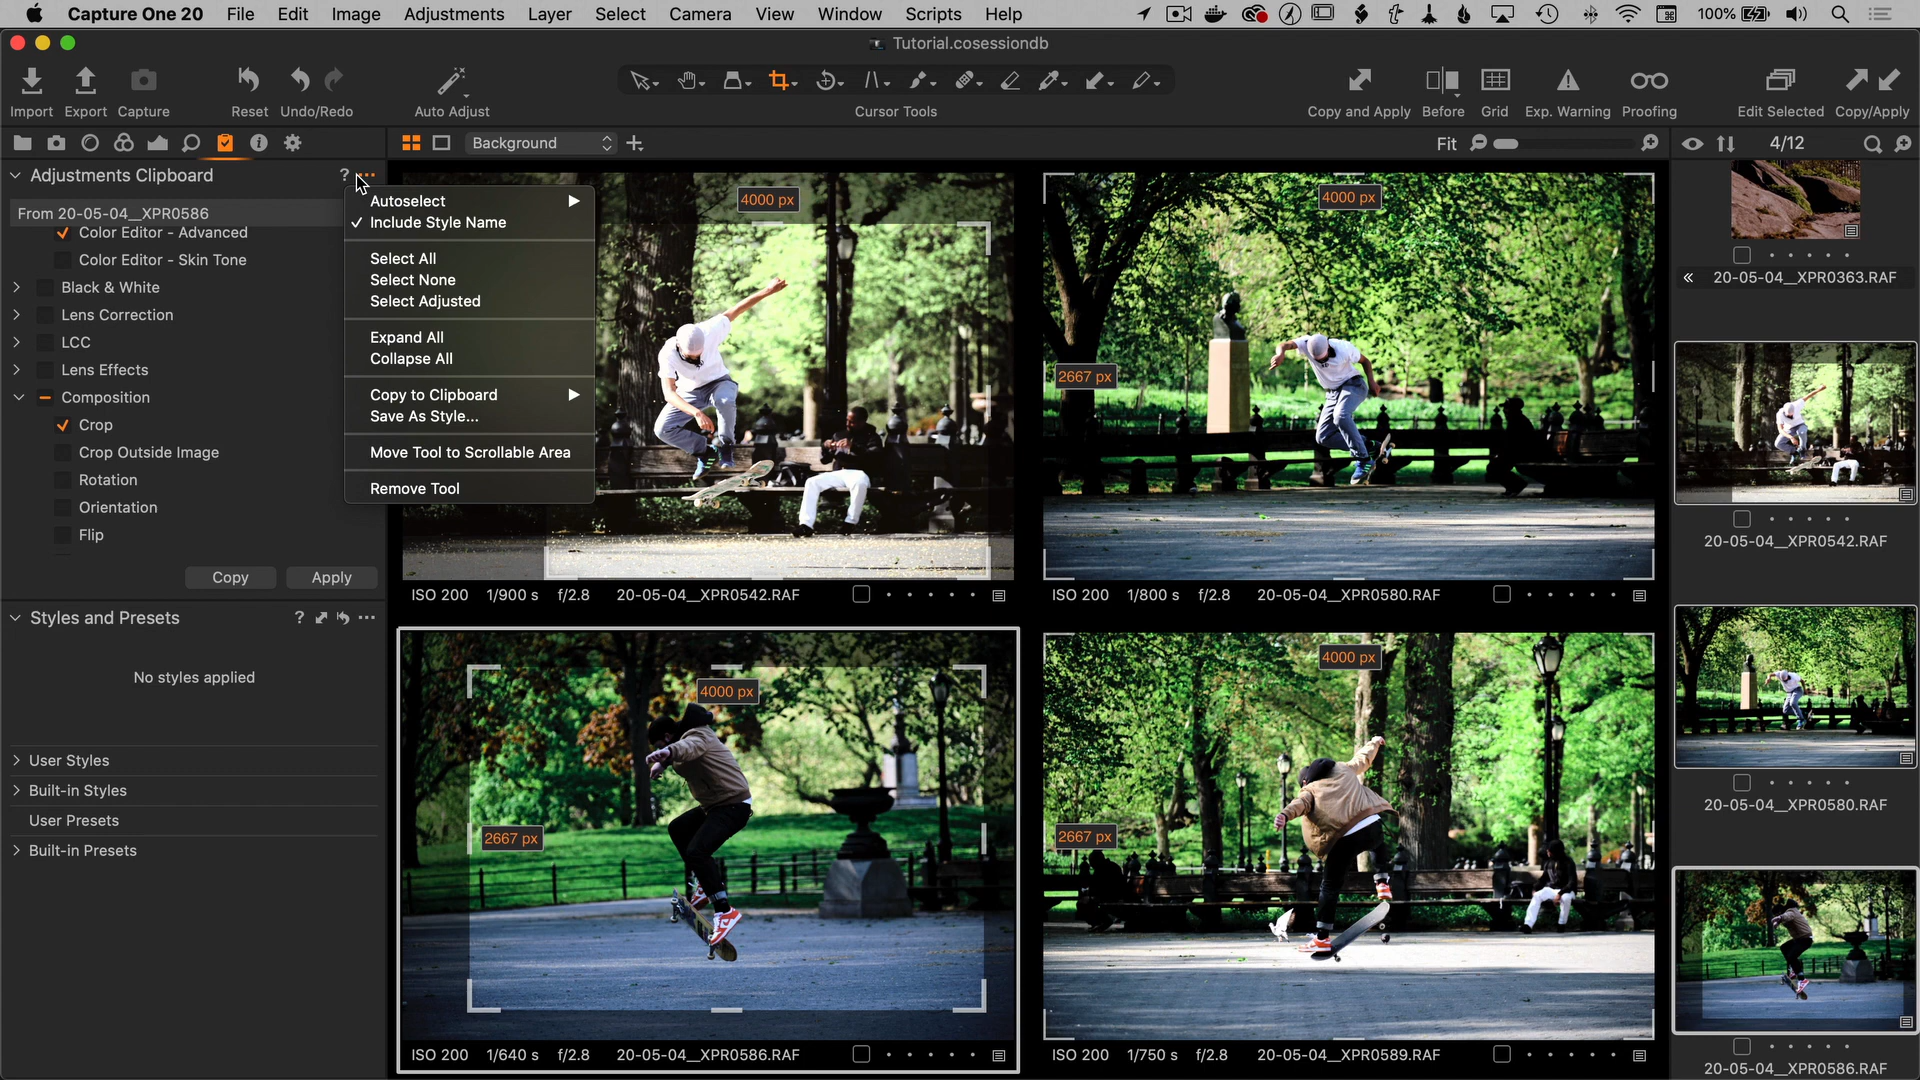 Capture One 20 File Edit Image Adjustments Layer Select Camera View Window Scripts Help 100%
Tutorial.cosessiondb
Import Export Capture Reset Undo/Redo Auto Adjust Cursor Tools Copy and Apply Before Grid Exp. Warning Proofing Edit Selected Copy/Apply
Background Fit 4/12
Adjustments Clipboard ?
From 20-05-04__XPR0586
Color Editor - Advanced
Color Editor - Skin Tone
Black & White
Lens Correction
LCC
Lens Effects
Composition
Crop
Crop Outside Image
Rotation
Orientation
Flip
Copy Apply
Autoselect
Include Style Name
Select All
Select None
Select Adjusted
Expand All
Collapse All
Copy to Clipboard
Save As Style...
Move Tool to Scrollable Area
Remove Tool
Styles and Presets ?
No styles applied
User Styles
Built-in Styles
User Presets
Built-in Presets
4000 px
ISO 200 1/900 s f/2.8 20-05-04__XPR0542.RAF
4000 px
2667 px
ISO 200 1/800 s f/2.8 20-05-04__XPR0580.RAF
4000 px
2667 px
ISO 200 1/640 s f/2.8 20-05-04__XPR0586.RAF
4000 px
2667 px
ISO 200 1/750 s f/2.8 20-05-04__XPR0589.RAF
20-05-04__XPR0363.RAF
20-05-04__XPR0542.RAF
20-05-04__XPR0580.RAF
20-05-04__XPR0586.RAF